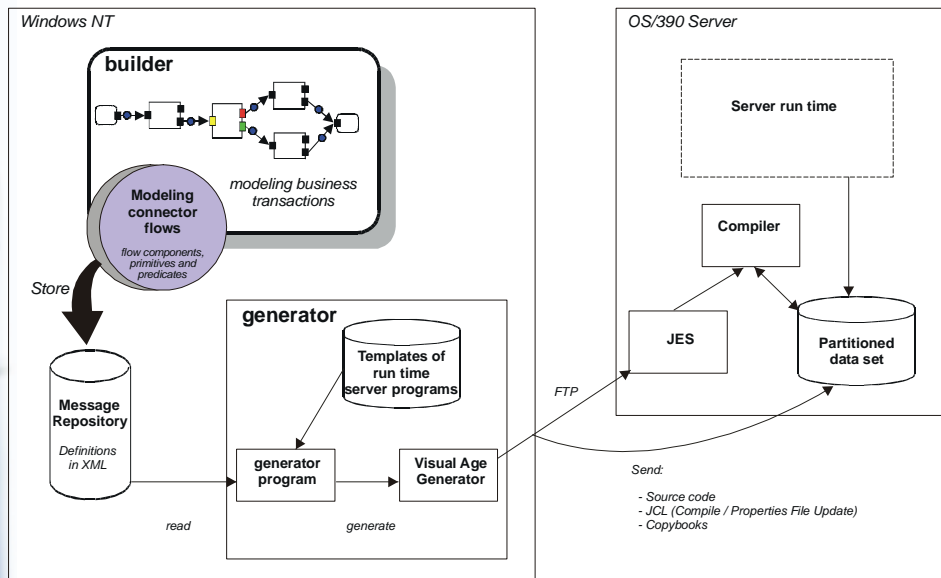 Windows NT
builder
modeling business
transactions
Modeling
connector
flows
flow components,
primitives and
predicates
Store
Message
Repository
Definitions
in XML
read
generator
Templates of
run time
server programs
generator
program
Visual Age
Generator
generate
FTP
OS/390 Server
Server run time
Compiler
JES
Partitioned
data set
Send:
- Source code
- JCL (Compile / Properties File Update)
- Copybooks